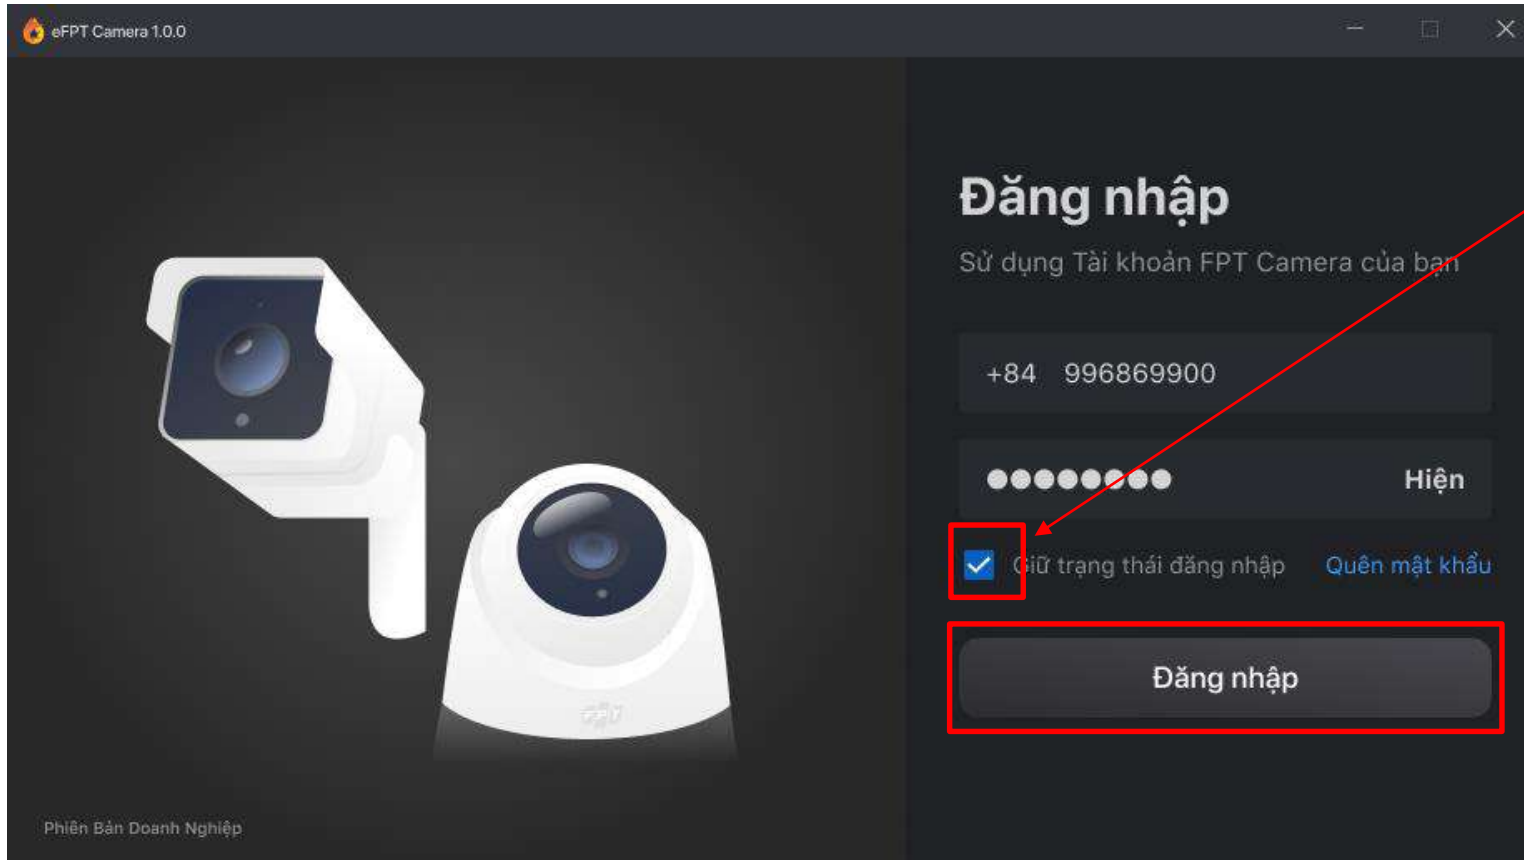 eFPT Camera 1.0.0
Đăng nhập
Sử dụng Tài khoản FPT Camera của bạn
+84 996869900
●●●●●●●● Hiện
Giữ trạng thái đăng nhập Quên mật khẩu
Đăng nhập
FPT
Phiên Bản Doanh Nghiệp